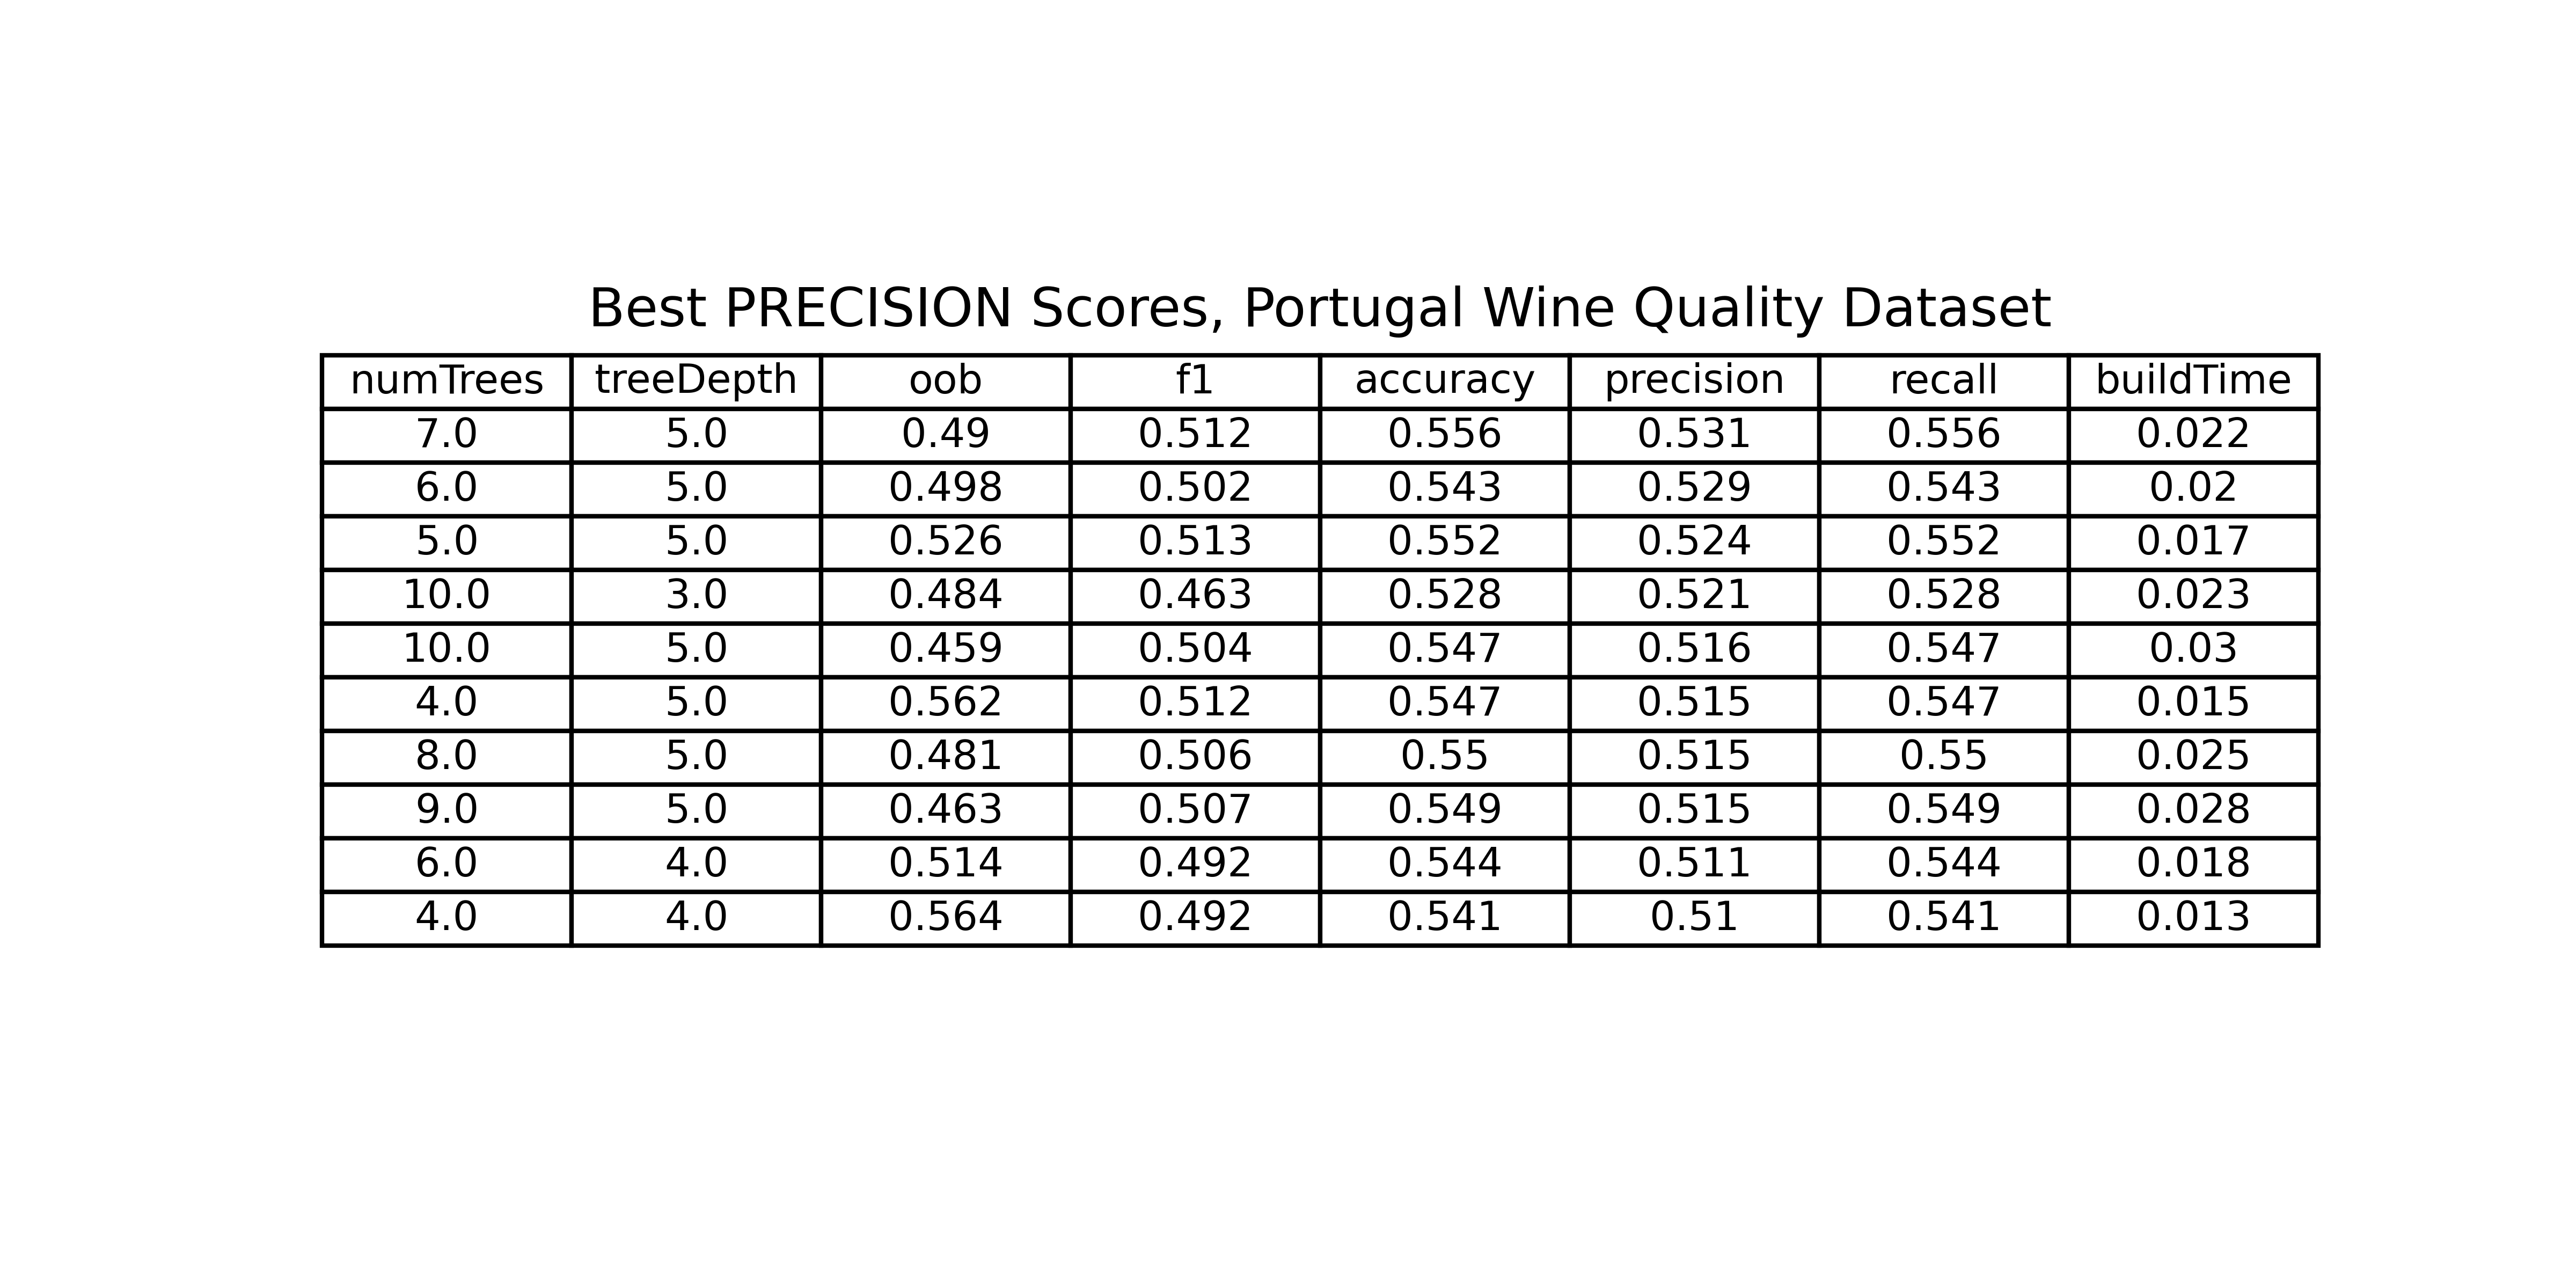 Best PRECISION Scores, Portugal Wine Quality Dataset
numTrees treeDepth oob f1 accuracy precision recall buildTime
7.0 5.0 0.49 0.512 0.556 0.531 0.556 0.022
6.0 5.0 0.498 0.502 0.543 0.529 0.543 0.02
5.0 5.0 0.526 0.513 0.552 0.524 0.552 0.017
10.0 3.0 0.484 0.463 0.528 0.521 0.528 0.023
10.0 5.0 0.459 0.504 0.547 0.516 0.547 0.03
4.0 5.0 0.562 0.512 0.547 0.515 0.547 0.015
8.0 5.0 0.481 0.506 0.55 0.515 0.55 0.025
9.0 5.0 0.463 0.507 0.549 0.515 0.549 0.028
6.0 4.0 0.514 0.492 0.544 0.511 0.544 0.018
4.0 4.0 0.564 0.492 0.541 0.51 0.541 0.013